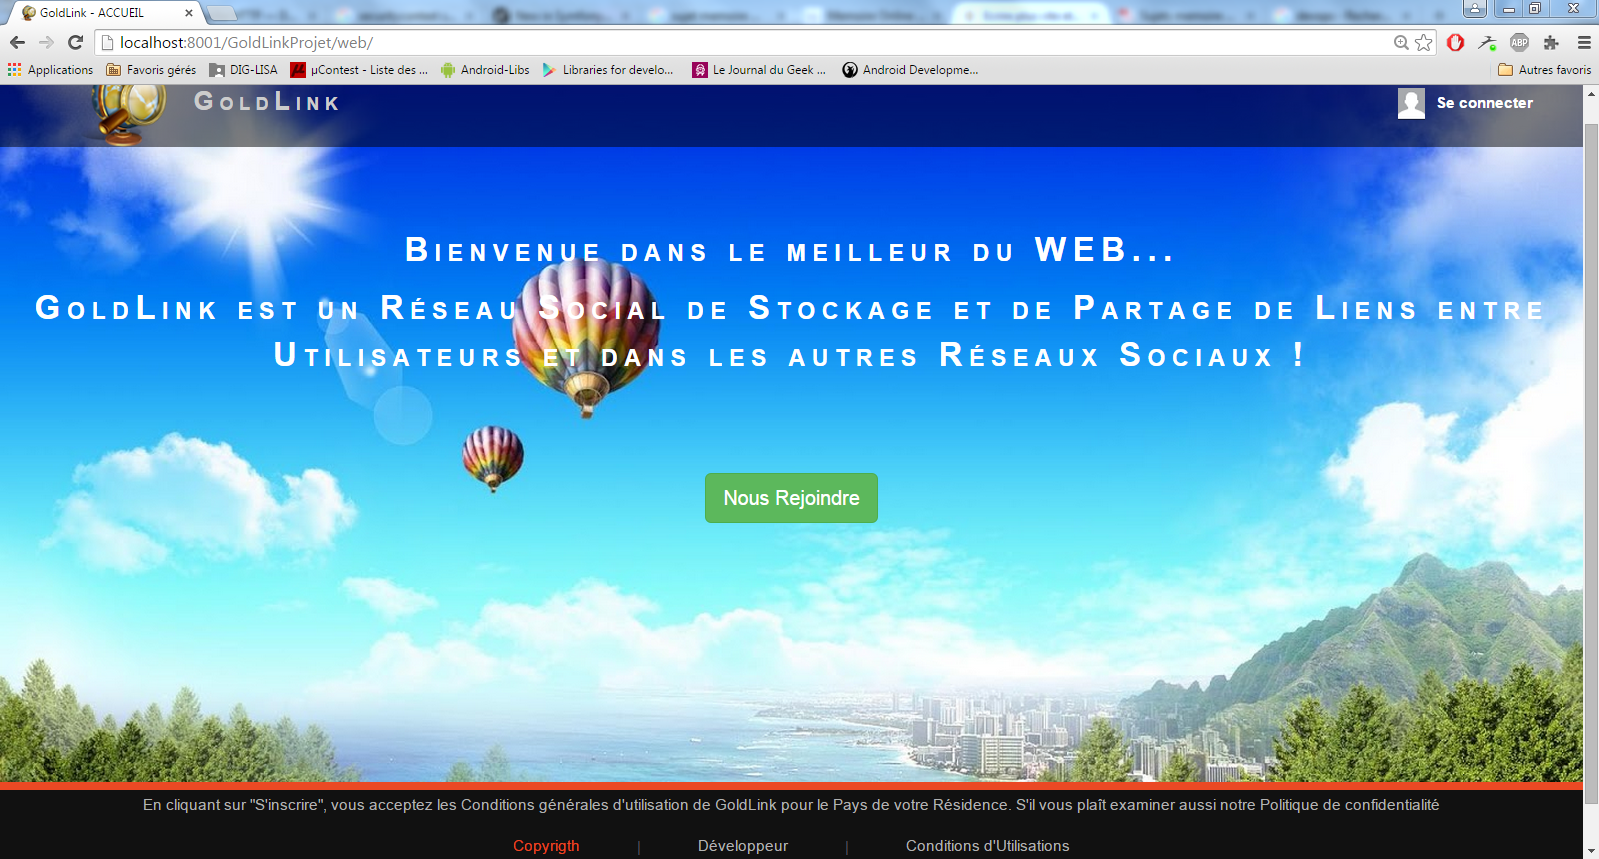 GoldLink - ACCUEIL
localhost:8001/GoldLinkProjet/web/
ABP
Applications Favoris gérés DIG-LISA µContest - Liste des ... Android-Libs Libraries for develo... Le Journal du Geek ... Android Developme... Autres favoris
GoldLink
Se connecter
Bienvenue dans le meilleur du WEB...
GoldLink est un Réseau Social de Stockage et de Partage de Liens entre
Utilisateurs et dans les autres Réseaux Sociaux !
Nous Rejoindre
En cliquant sur "S'inscrire", vous acceptez les Conditions générales d'utilisation de GoldLink pour le Pays de votre Résidence. S'il vous plaît examiner aussi notre Politique de confidentialité
Copyrigth | Développeur | Conditions d'Utilisations